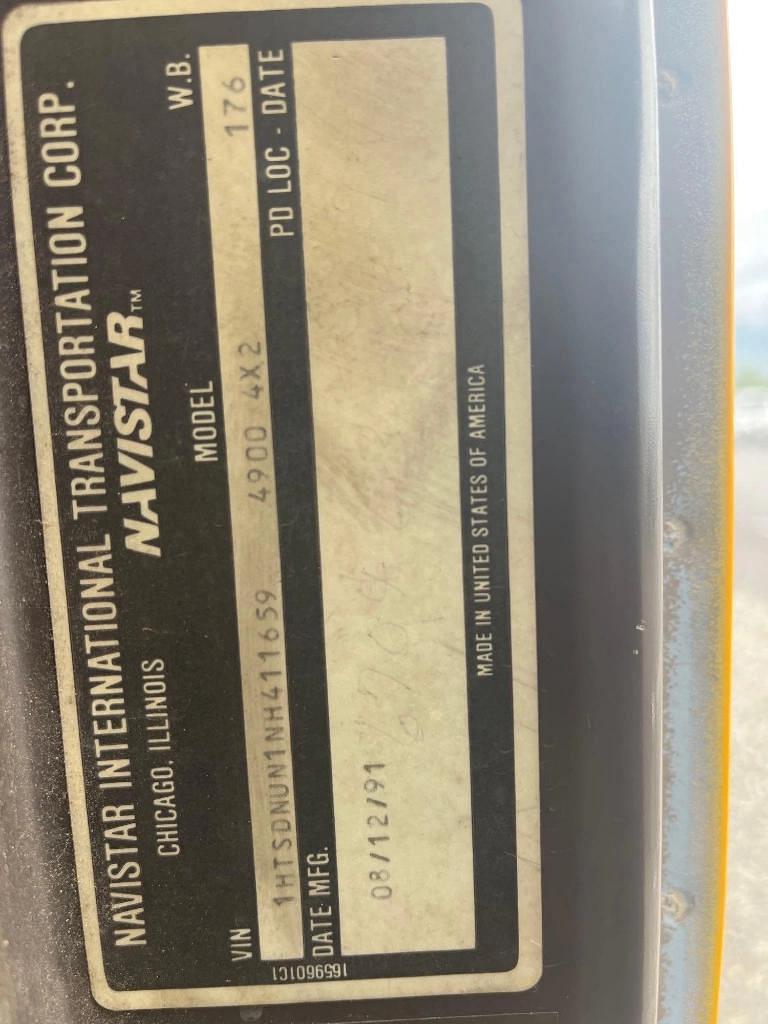 NAVISTAR INTERNATIONAL TRANSPORTATION CORP.
CHICAGO, ILLINOIS NAVISTAR™
VIN MODEL W.B.
1HTSDNUN1NH411659 4900 4X2 176
DATE MFG. PD LOC - DATE
08/12/91
MADE IN UNITED STATES OF AMERICA
1659601C1